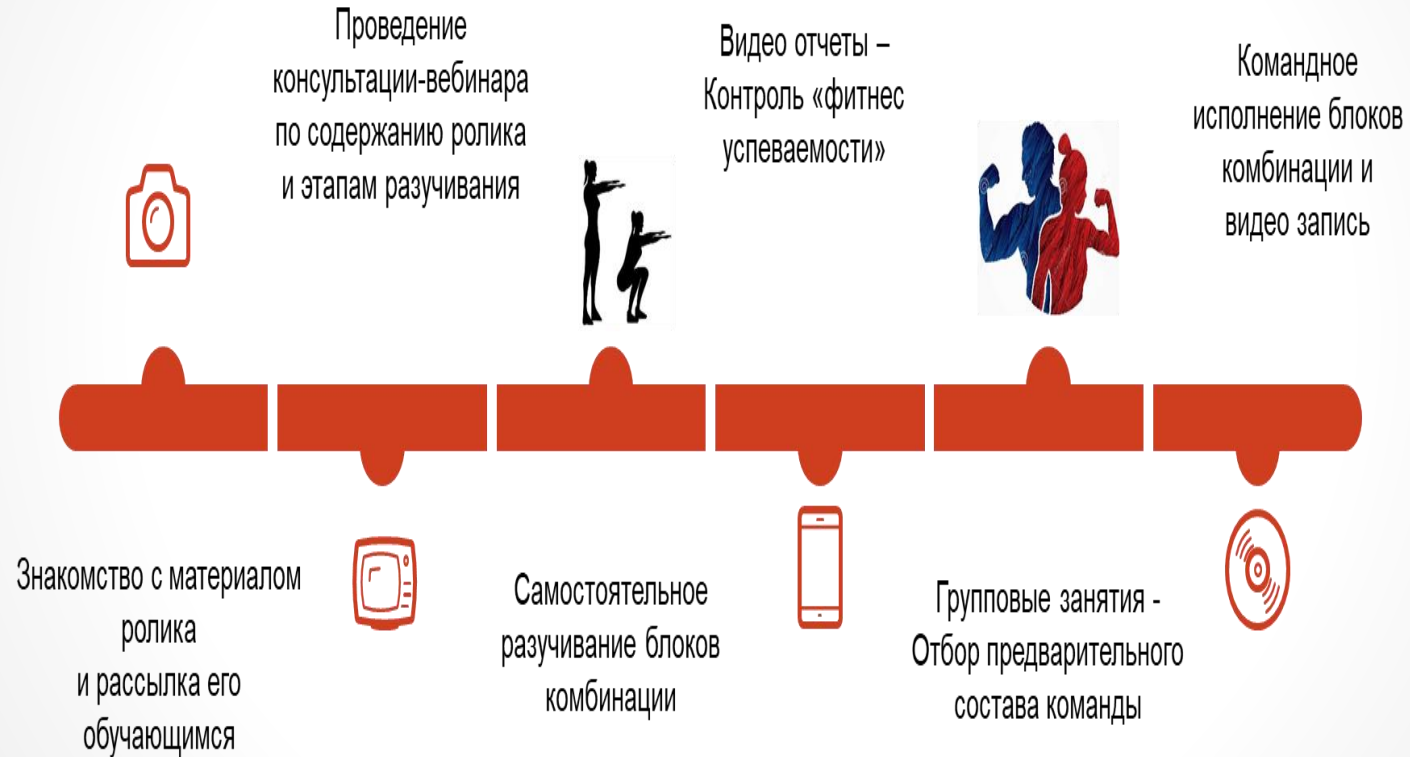 Проведение
консультации-вебинара
по содержанию ролика
и этапам разучивания
Видео отчеты –
Контроль «фитнес
успеваемости»
Командное
исполнение блоков
комбинации и
видео запись
Знакомство с материалом
ролика
и рассылка его
обучающимся
Самостоятельное
разучивание блоков
комбинации
Групповые занятия -
Отбор предварительного
состава команды